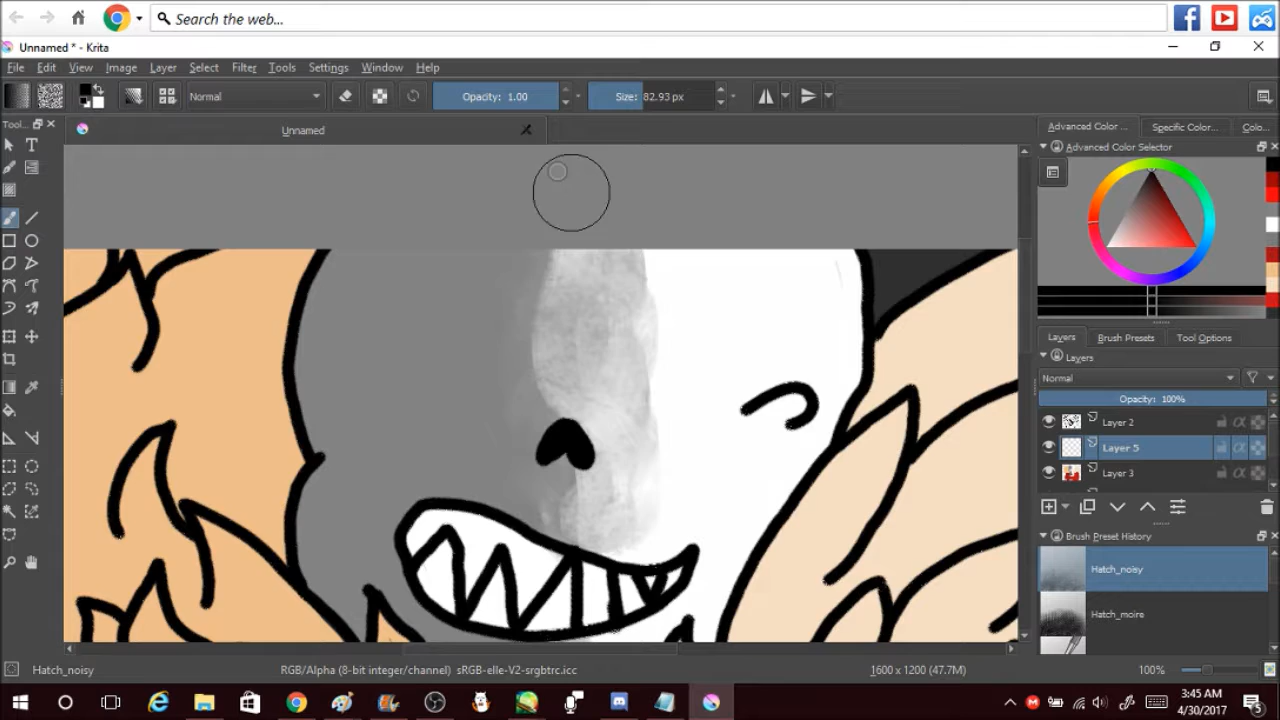 Search the web...
Unnamed * - Krita
File Edit View Image Layer Select Filter Tools Settings Window Help
Normal Opacity: 1.00 Size: 82.93 px
Tool...
Unnamed
Advanced Color ... Specific Color... Colo...
Advanced Color Selector
Layers Brush Presets Tool Options
Layers
Normal
Opacity: 100%
Layer 2
Layer 5
Layer 3
Brush Preset History
Hatch_noisy
Hatch_moire
Hatch_noisy RGB/Alpha (8-bit integer/channel) sRGB-elle-V2-srgbtrc.icc 1600 x 1200 (47.7M) 100%
3:45 AM
4/30/2017
5